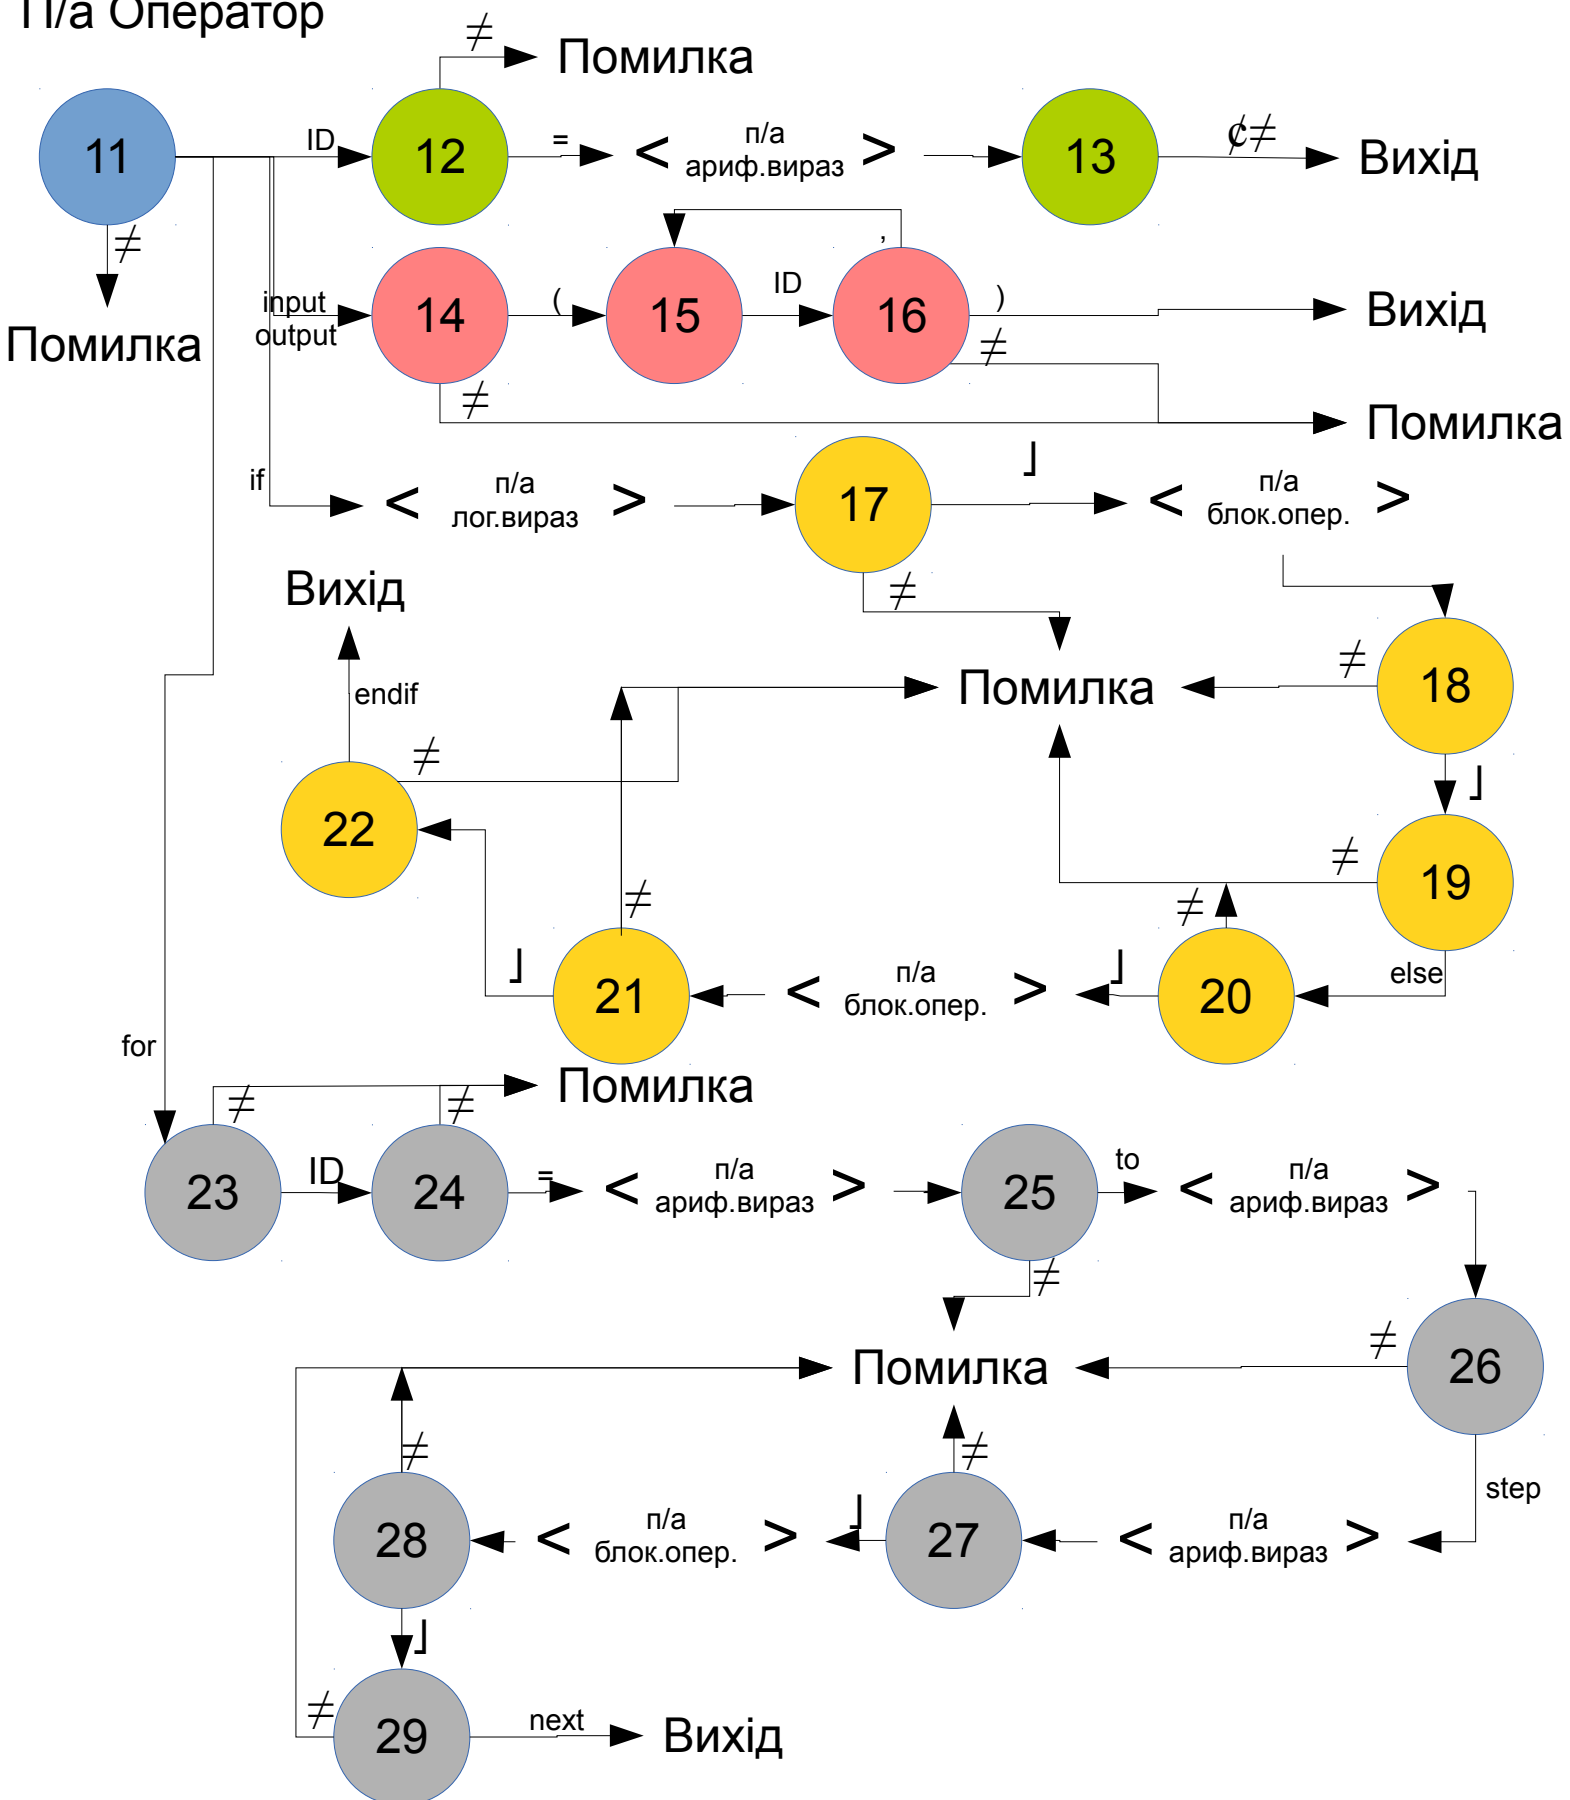 П/а Оператор
≠
Помилка
11
ID
12
=
< п/а ариф.вираз >
13
¢≠
Вихід
≠
Помилка
,
input
output
14
(
15
ID
16
)
Вихід
≠
≠
Помилка
if
< п/а лог.вираз >
17
⌋
< п/а блок.опер. >
≠
Вихід
endif
Помилка
≠
18
⌋
≠
22
≠
19
≠
≠
⌋
21
< п/а блок.опер. >
⌋
20
else
for
Помилка
≠
≠
23
ID
24
=
< п/а ариф.вираз >
25
to
< п/а ариф.вираз >
≠
Помилка
≠
26
≠
≠
step
28
< п/а блок.опер. >
⌋
27
< п/а ариф.вираз >
⌋
≠
29
next
Вихід